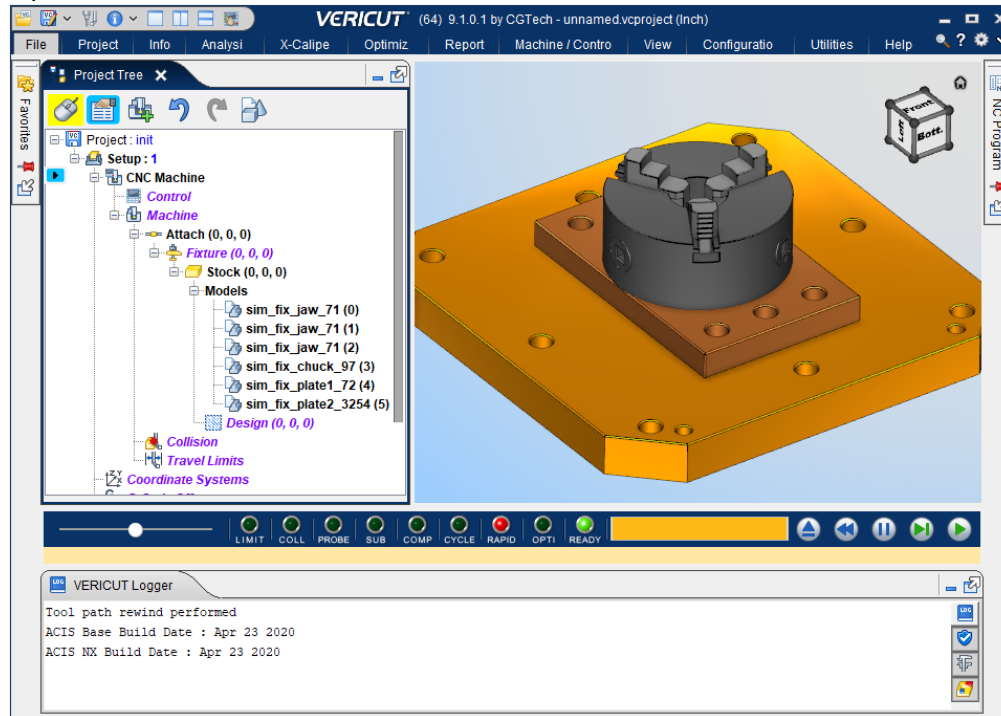 VERICUT (64) 9.1.0.1 by CGTech - unnamed.vcproject (Inch)
File Project Info Analysi X-Calipe Optimiz Report Machine / Contro View Configuratio Utilities Help
Favorites
Project Tree
Project : init
Setup : 1
CNC Machine
Control
Machine
Attach (0, 0, 0)
Fixture (0, 0, 0)
Stock (0, 0, 0)
Models
sim_fix_jaw_71 (0)
sim_fix_jaw_71 (1)
sim_fix_jaw_71 (2)
sim_fix_chuck_97 (3)
sim_fix_plate1_72 (4)
sim_fix_plate2_3254 (5)
Design (0, 0, 0)
Collision
Travel Limits
Coordinate Systems
Front
Left
Bott.
NC Program
LIMIT COLL PROBE SUB COMP CYCLE RAPID OPTI READY
LOG VERICUT Logger
Tool path rewind performed
ACIS Base Build Date : Apr 23 2020
ACIS NX Build Date : Apr 23 2020
LOG